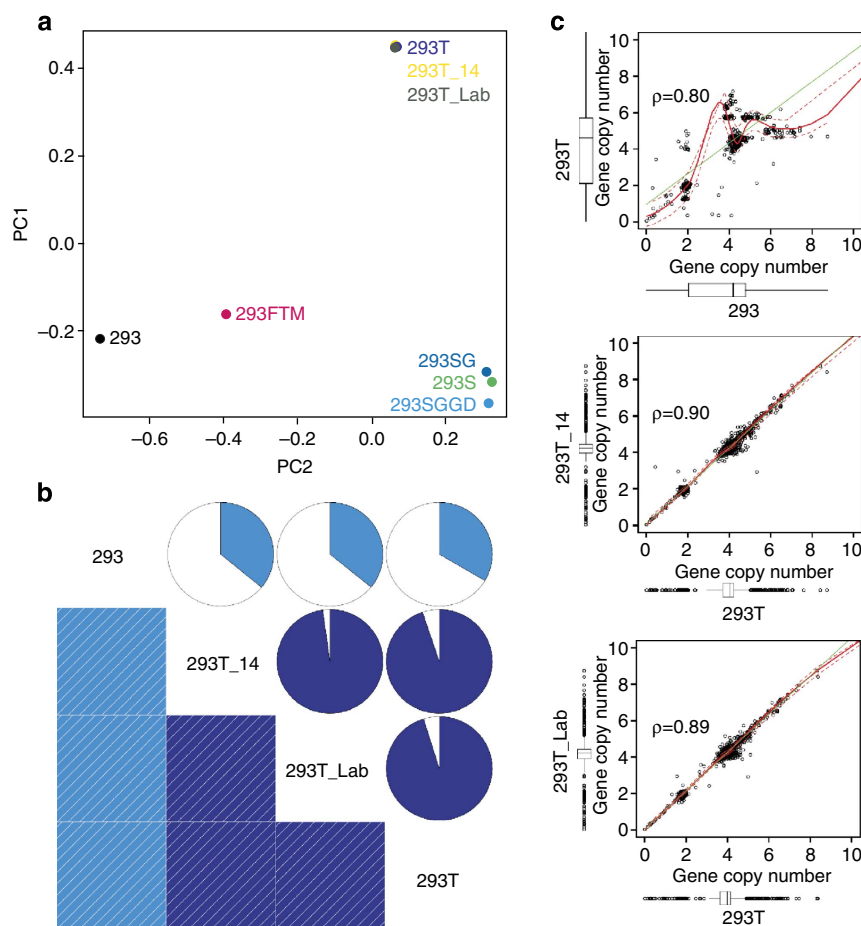 a
0.4
0.2
0.0
–0.2
PC1
293T
293T_14
293T_Lab
293FTM
293
293SG
293S
293SGGD
–0.6
–0.4
–0.2
0.0
0.2
PC2
b
293
293T_14
293T_Lab
293T
c
293T
Gene copy number
10
8
6
4
2
0
ρ=0.80
0 2 4 6 8 10
Gene copy number
293
293T_14
Gene copy number
10
8
6
4
2
0
ρ=0.90
0 2 4 6 8 10
Gene copy number
293T
293T_Lab
Gene copy number
10
8
6
4
2
0
ρ=0.89
0 2 4 6 8 10
Gene copy number
293T